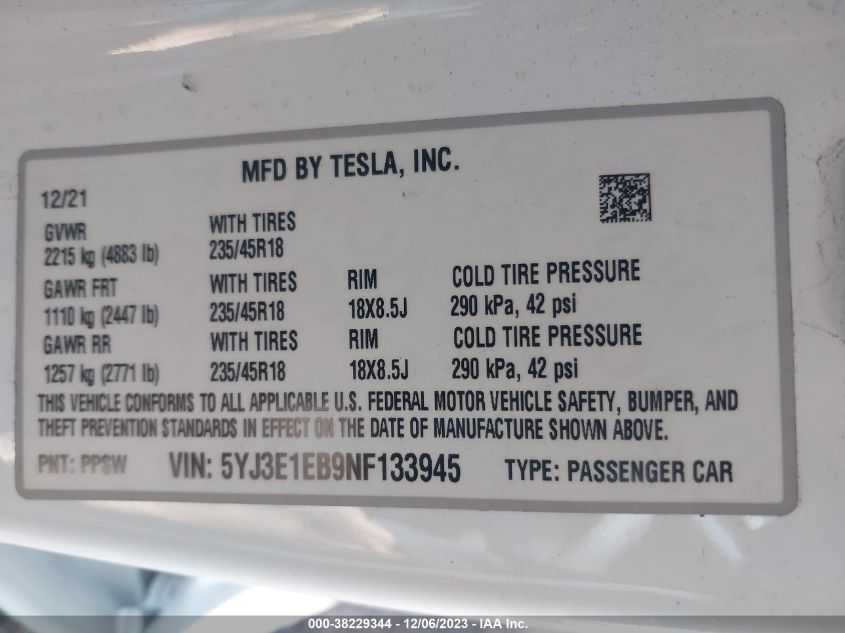 MFD BY TESLA, INC.
12/21
GVWR WITH TIRES
2215 kg (4883 lb) 235/45R18
GAWR FRT WITH TIRES RIM COLD TIRE PRESSURE
1110 kg (2447 lb) 235/45R18 18X8.5J 290 kPa, 42 psi
GAWR RR WITH TIRES RIM COLD TIRE PRESSURE
1257 kg (2771 lb) 235/45R18 18X8.5J 290 kPa, 42 psi
THIS VEHICLE CONFORMS TO ALL APPLICABLE U.S. FEDERAL MOTOR VEHICLE SAFETY, BUMPER, AND
THEFT PREVENTION STANDARDS IN EFFECT ON THE DATE OF MANUFACTURE SHOWN ABOVE.
PNT: PPSW VIN: 5YJ3E1EB9NF133945 TYPE: PASSENGER CAR
000-38229344 - 12/06/2023 - IAA Inc.